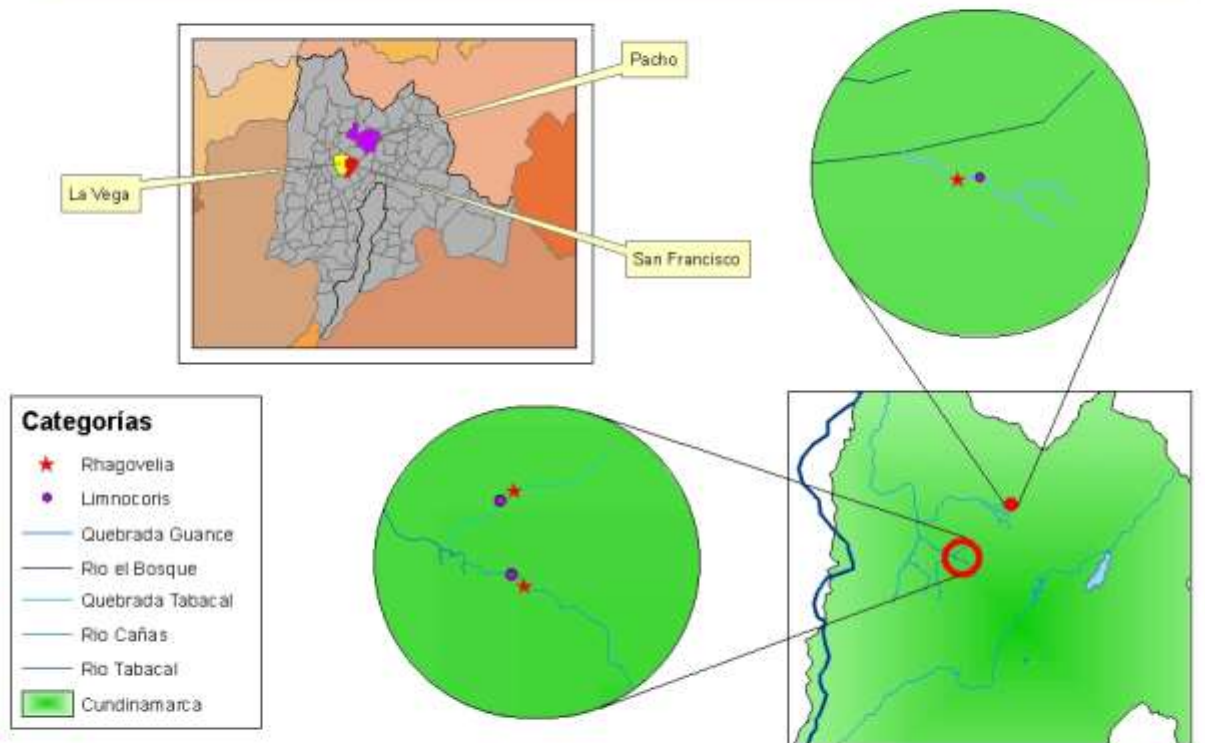 Pacho
La Vega
San Francisco
Categorías
Rhagovelia
Limnocoris
Quebrada Guance
Rio el Bosque
Quebrada Tabacal
Rio Cañas
Rio Tabacal
Cundinamarca